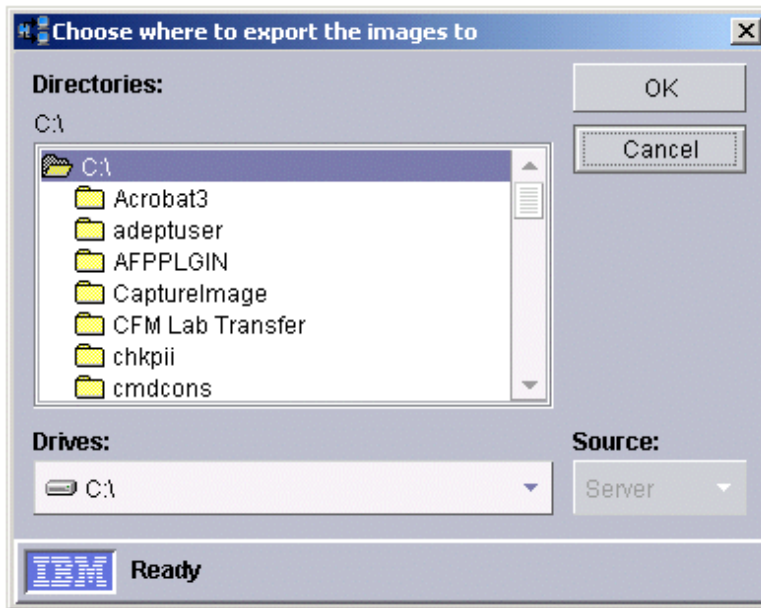 Choose where to export the images to
Directories:
C:\
OK
Cancel
C:\
Acrobat3
adeptuser
AFPPLGIN
CaptureImage
CFM Lab Transfer
chkpii
cmdcons
Drives:
Source:
C:\
Server
IBM
Ready